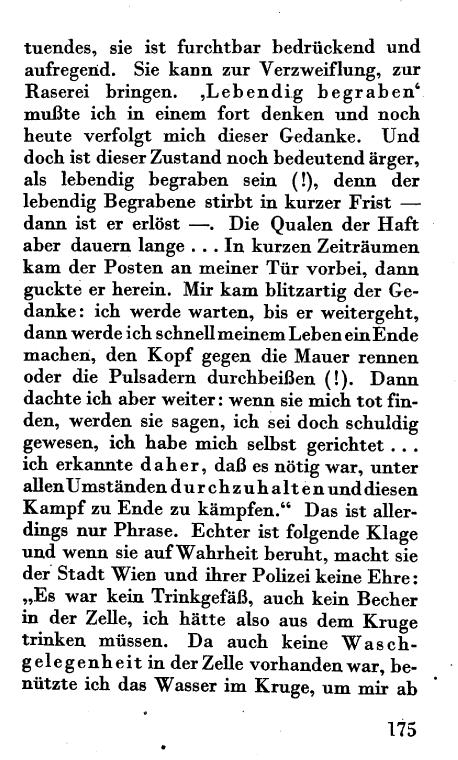 tuendes, sie ist furchtbar bedrückend und
aufregend. Sie kann zur Verzweiflung, zur
Raserei bringen. ‚Lebendig begraben‘
mußte ich in einem fort denken und noch
heute verfolgt mich dieser Gedanke. Und
doch ist dieser Zustand noch bedeutend ärger,
als lebendig begraben sein (!), denn der
lebendig Begrabene stirbt in kurzer Frist —
dann ist er erlöst —. Die Qualen der Haft
aber dauern lange . . . In kurzen Zeiträumen
kam der Posten an meiner Tür vorbei, dann
guckte er herein. Mir kam blitzartig der Ge-
danke: ich werde warten, bis er weitergeht,
dann werde ich schnell meinem Leben ein Ende
machen, den Kopf gegen die Mauer rennen
oder die Pulsadern durchbeißen (!). Dann
dachte ich aber weiter: wenn sie mich tot fin-
den, werden sie sagen, ich sei doch schuldig
gewesen, ich habe mich selbst gerichtet . . .
ich erkannte daher, daß es nötig war, unter
allen Umständen durchzuhalten und diesen
Kampf zu Ende zu kämpfen.“ Das ist aller-
dings nur Phrase. Echter ist folgende Klage
und wenn sie auf Wahrheit beruht, macht sie
der Stadt Wien und ihrer Polizei keine Ehre:
„Es war kein Trinkgefäß, auch kein Becher
in der Zelle, ich hätte also aus dem Kruge
trinken müssen. Da auch keine Wasch-
gelegenheit in der Zelle vorhanden war, be-
nützte ich das Wasser im Kruge, um mir ab
175